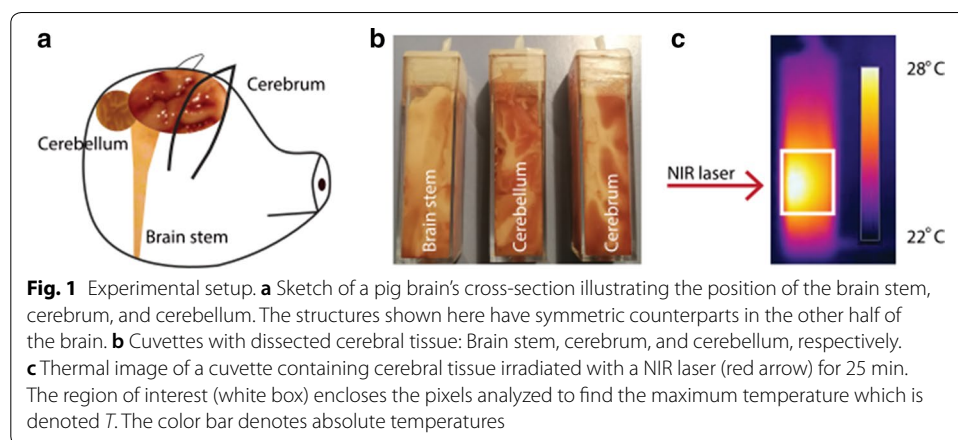 a
Cerebrum
Cerebellum
Brain stem
b
Brain stem
Cerebellum
Cerebrum
c
28°C
NIR laser
22°C
Fig. 1 Experimental setup. a Sketch of a pig brain's cross-section illustrating the position of the brain stem,
cerebrum, and cerebellum. The structures shown here have symmetric counterparts in the other half of
the brain. b Cuvettes with dissected cerebral tissue: Brain stem, cerebrum, and cerebellum, respectively.
c Thermal image of a cuvette containing cerebral tissue irradiated with a NIR laser (red arrow) for 25 min.
The region of interest (white box) encloses the pixels analyzed to find the maximum temperature which is
denoted T. The color bar denotes absolute temperatures